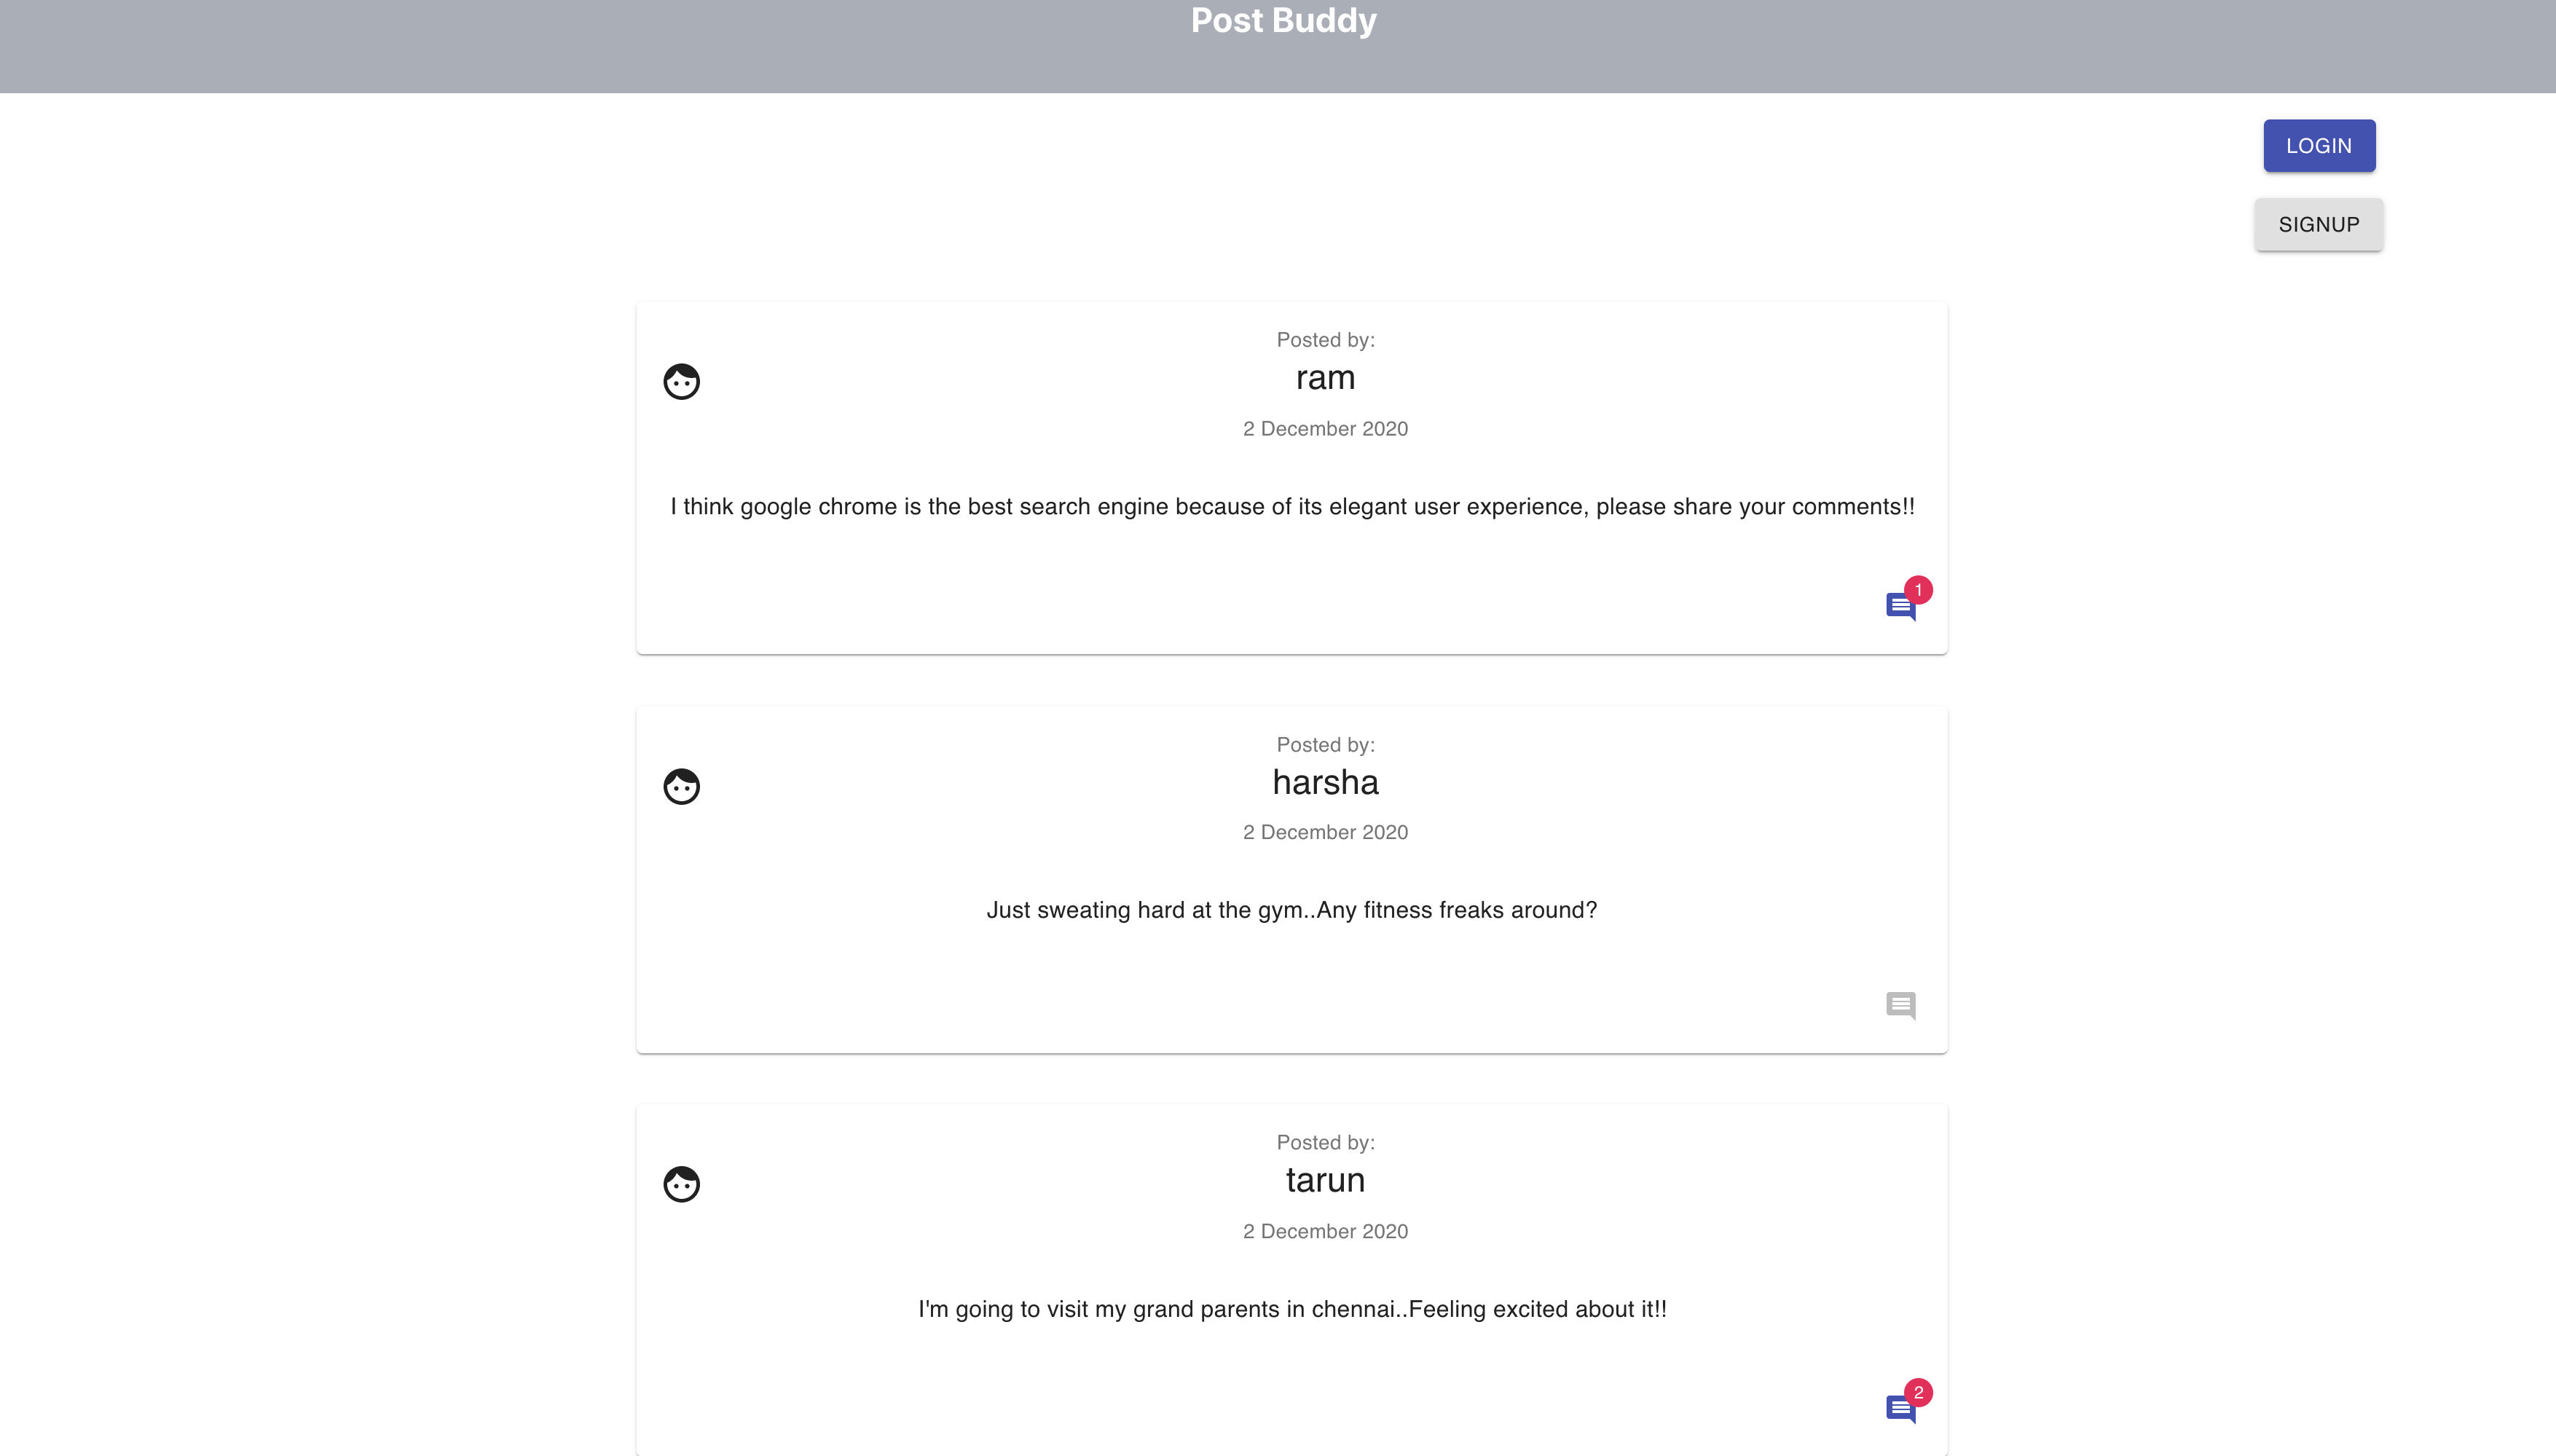 Post Buddy
LOGIN
SIGNUP
Posted by:
ram
2 December 2020
I think google chrome is the best search engine because of its elegant user experience, please share your comments!!
1
Posted by:
harsha
2 December 2020
Just sweating hard at the gym..Any fitness freaks around?
Posted by:
tarun
2 December 2020
I'm going to visit my grand parents in chennai..Feeling excited about it!!
2